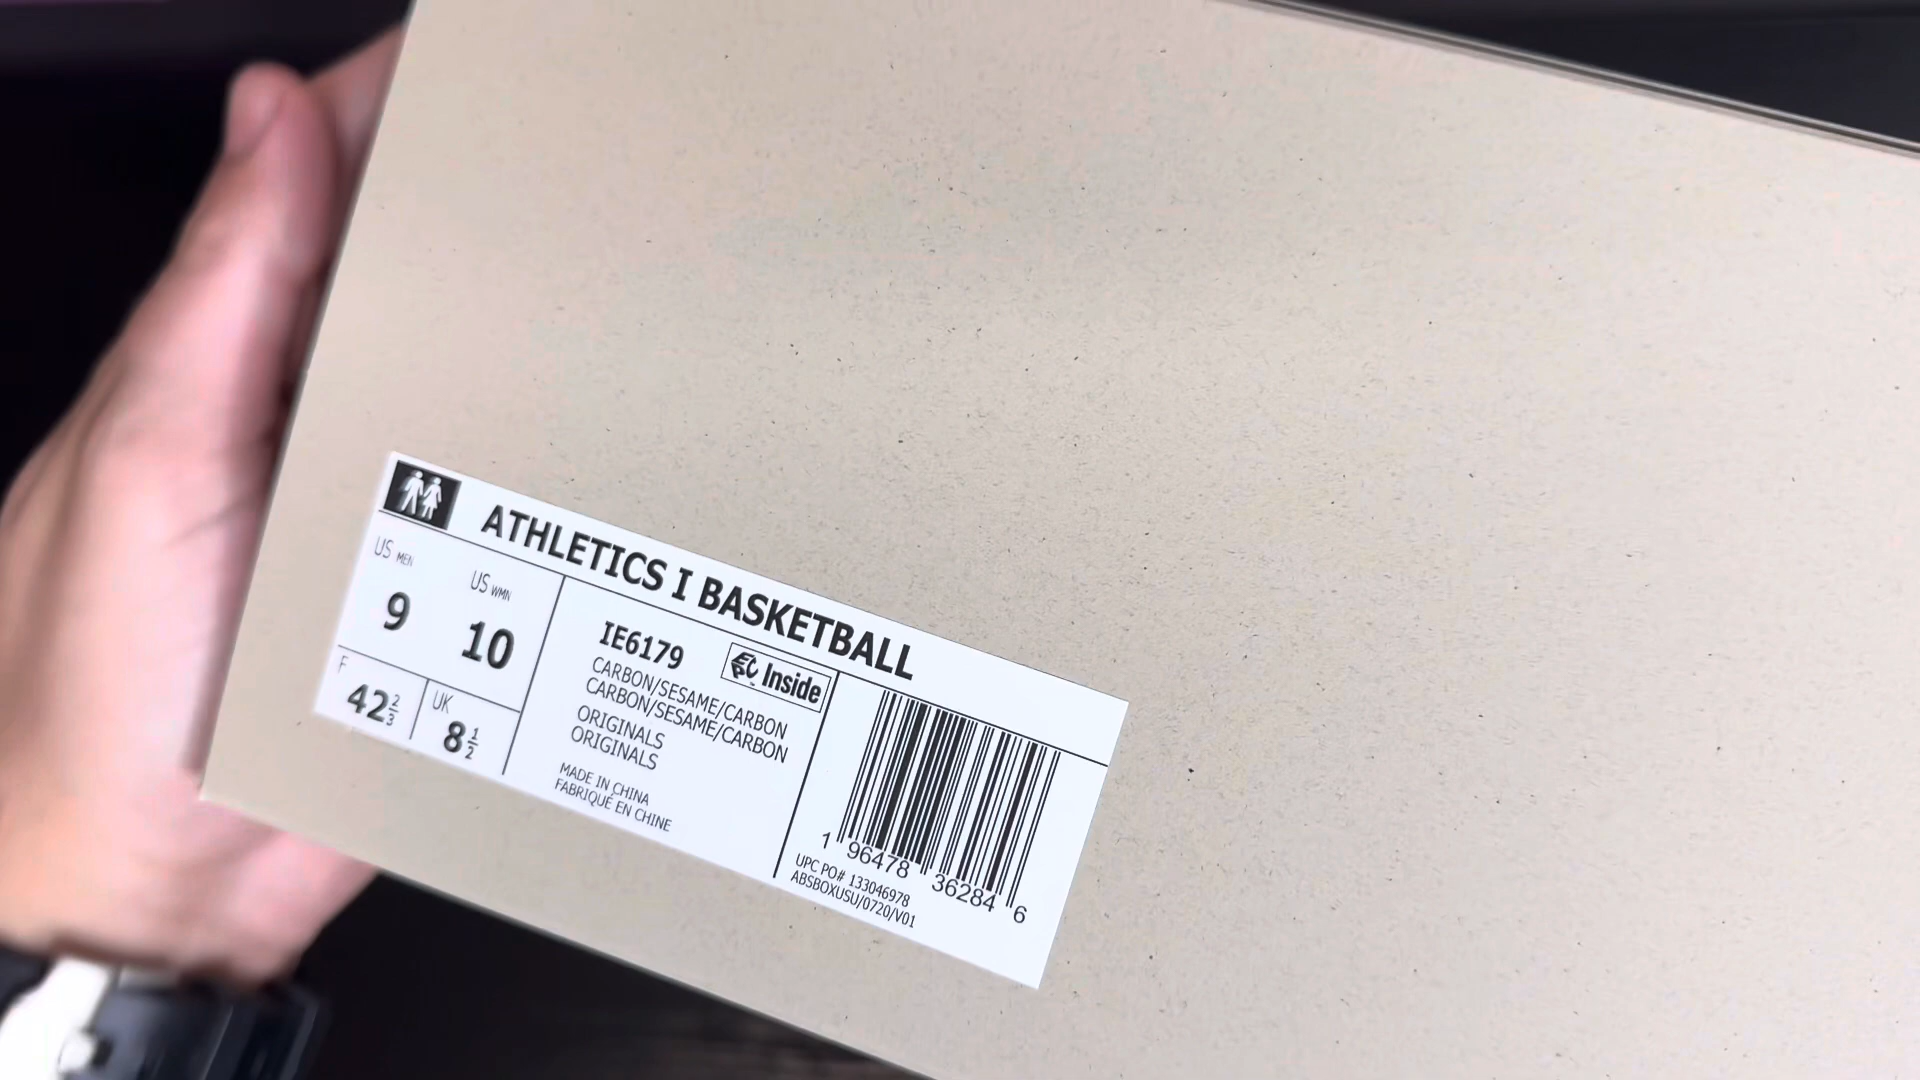 ATHLETICS I BASKETBALL
US MEN
9
US WMN
10
F
42 2/3
UK
8 1/2
IE6179
Inside
CARBON/SESAME/CARBON
CARBON/SESAME/CARBON
ORIGINALS
ORIGINALS
MADE IN CHINA
FABRIQUÉ EN CHINE
1 96478 36284 6
UPC PO# 133046978
ABSBOXUSU/0720/V01